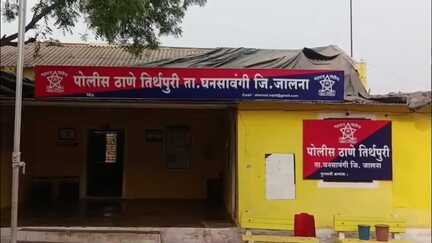 पोलीस ठाणे तिर्थपुरी ता.घनसावंगी जि.जालना
पोलीस ठाणे तिर्थपुरी
ता.घनसावंगी जि.जालना